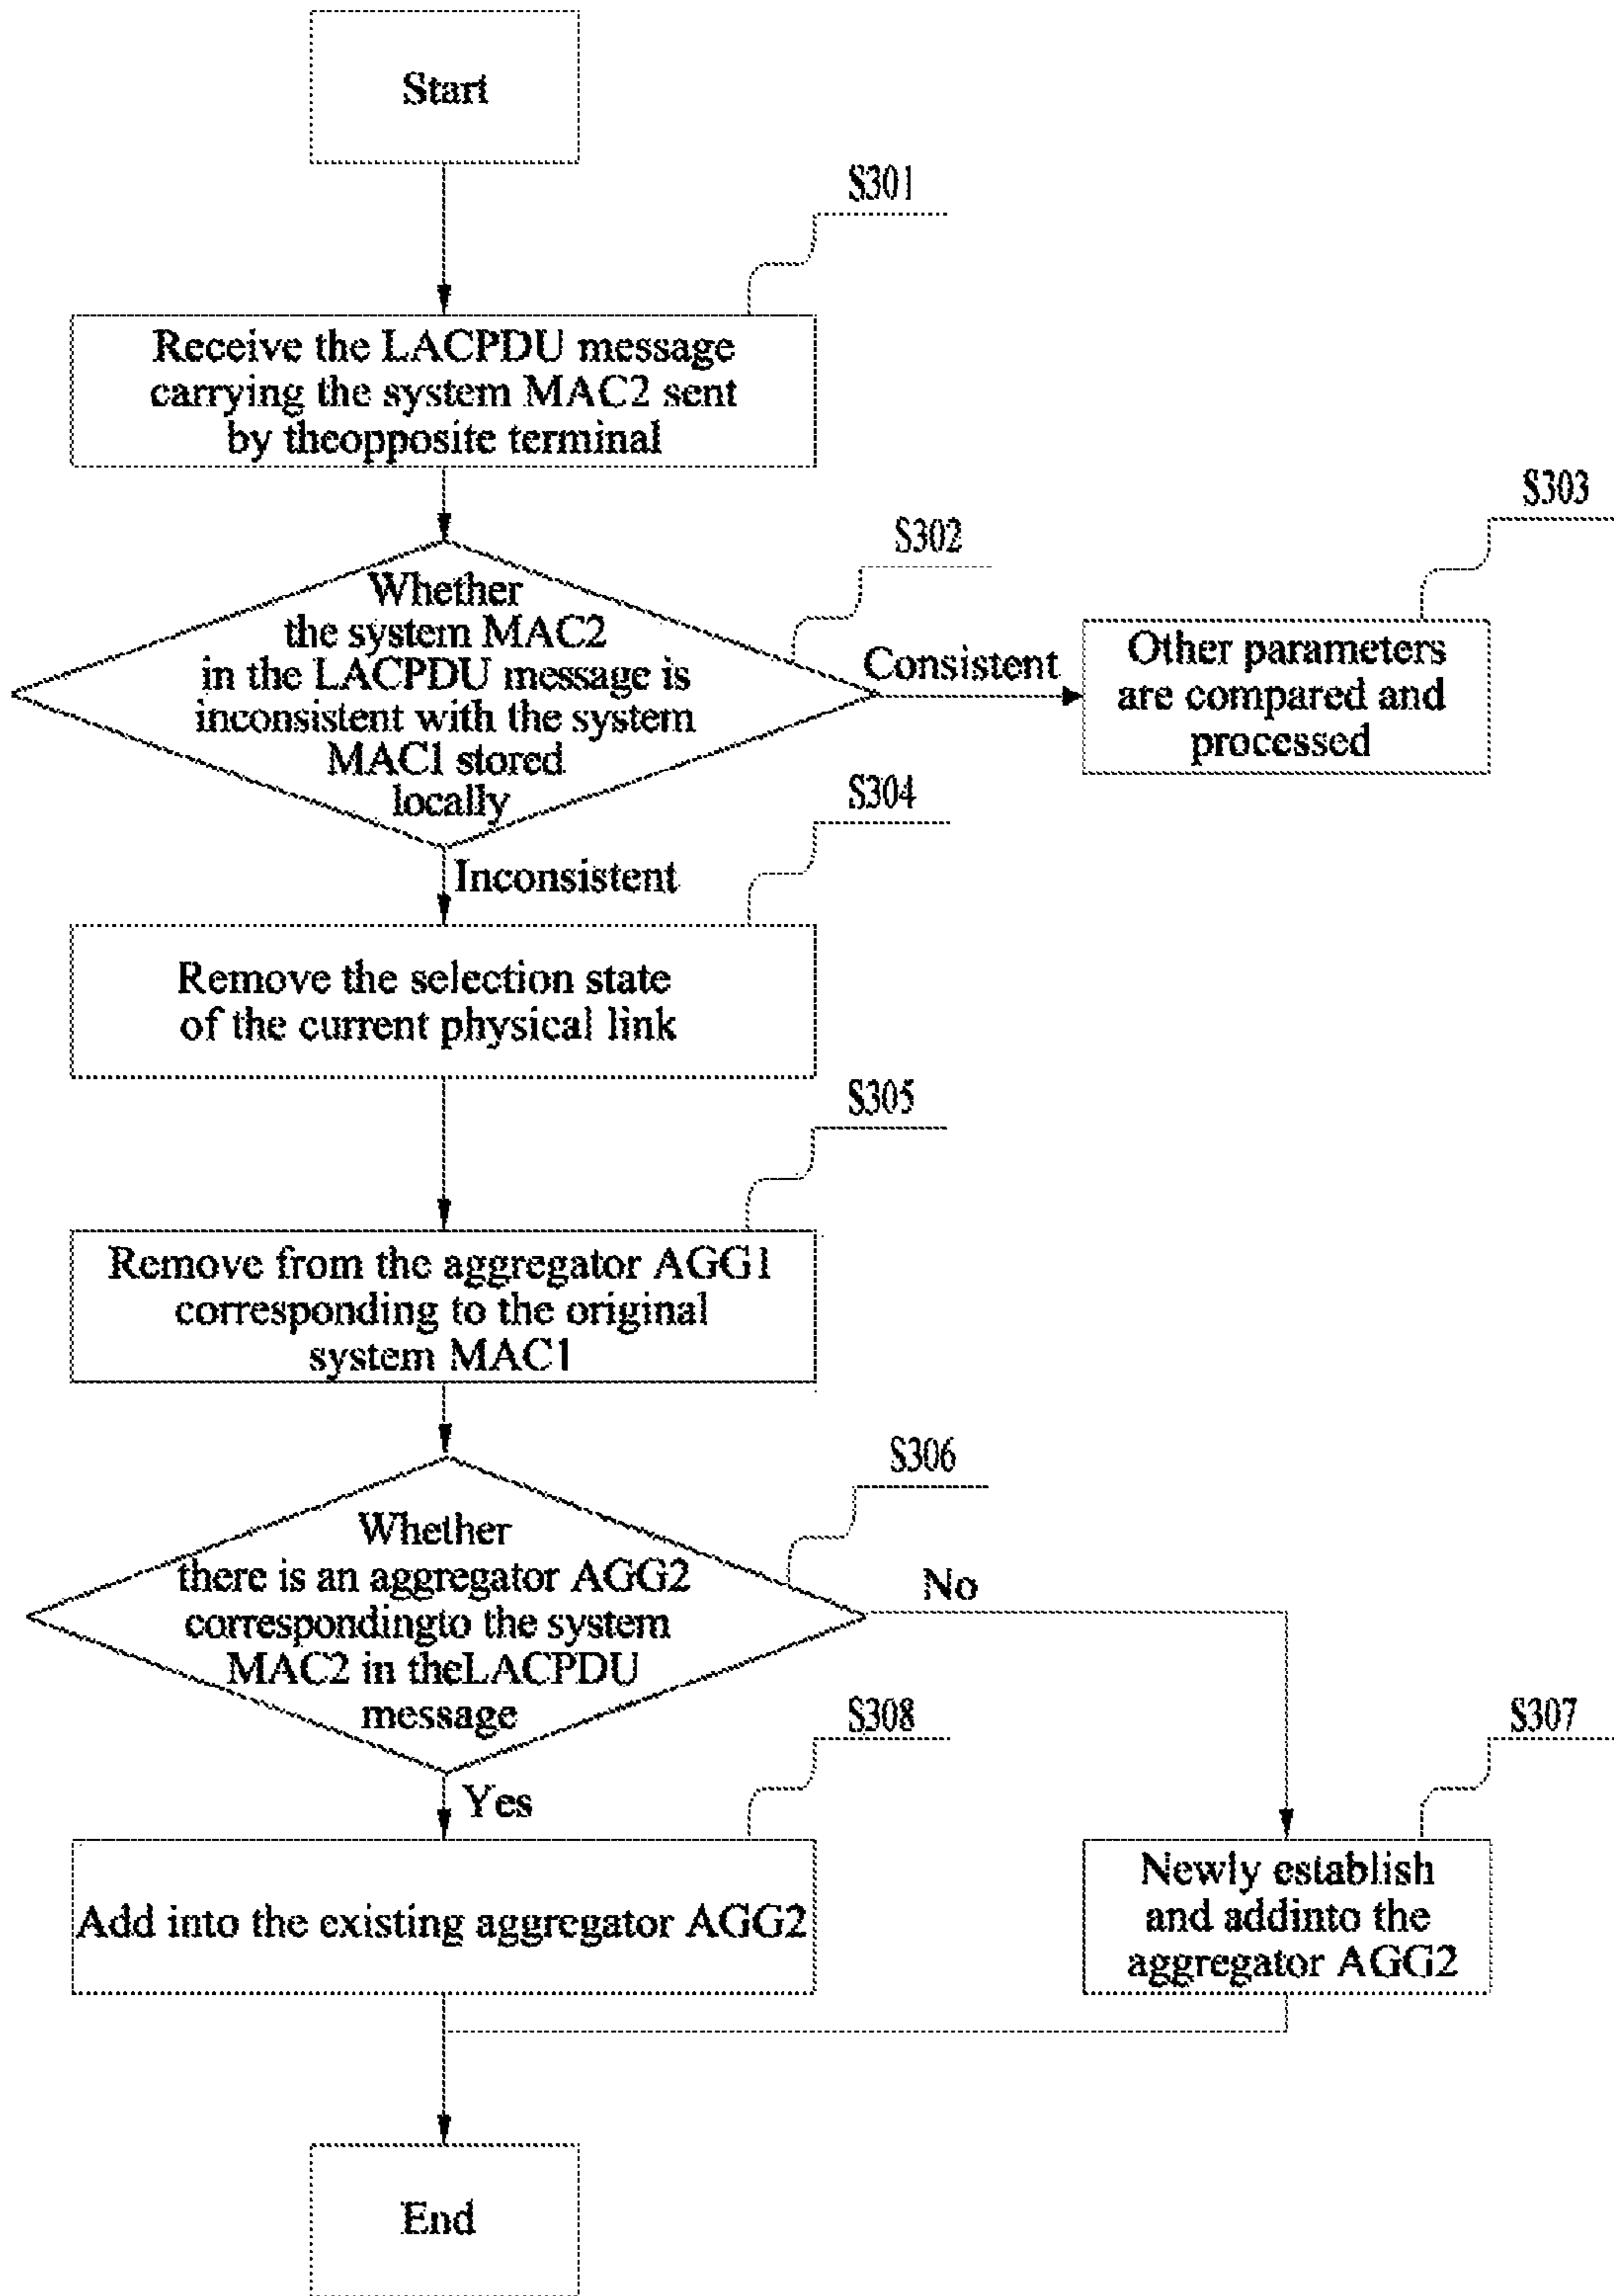 Start
S301
Receive the LACPDU message
carrying the system MAC2 sent
by theopposite terminal
S302
S303
Whether
the system MAC2
in the LACPDU message is
inconsistent with the system
MAC1 stored
locally
Consistent
Other parameters
are compared and
processed
S304
Inconsistent
Remove the selection state
of the current physical link
S305
Remove from the aggregator AGG1
corresponding to the original
system MAC1
S306
Whether
there is an aggregator AGG2
correspondingto the system
MAC2 in theLACPDU
message
No
S308
S307
Yes
Add into the existing aggregator AGG2
Newly establish
and addinto the
aggregator AGG2
End